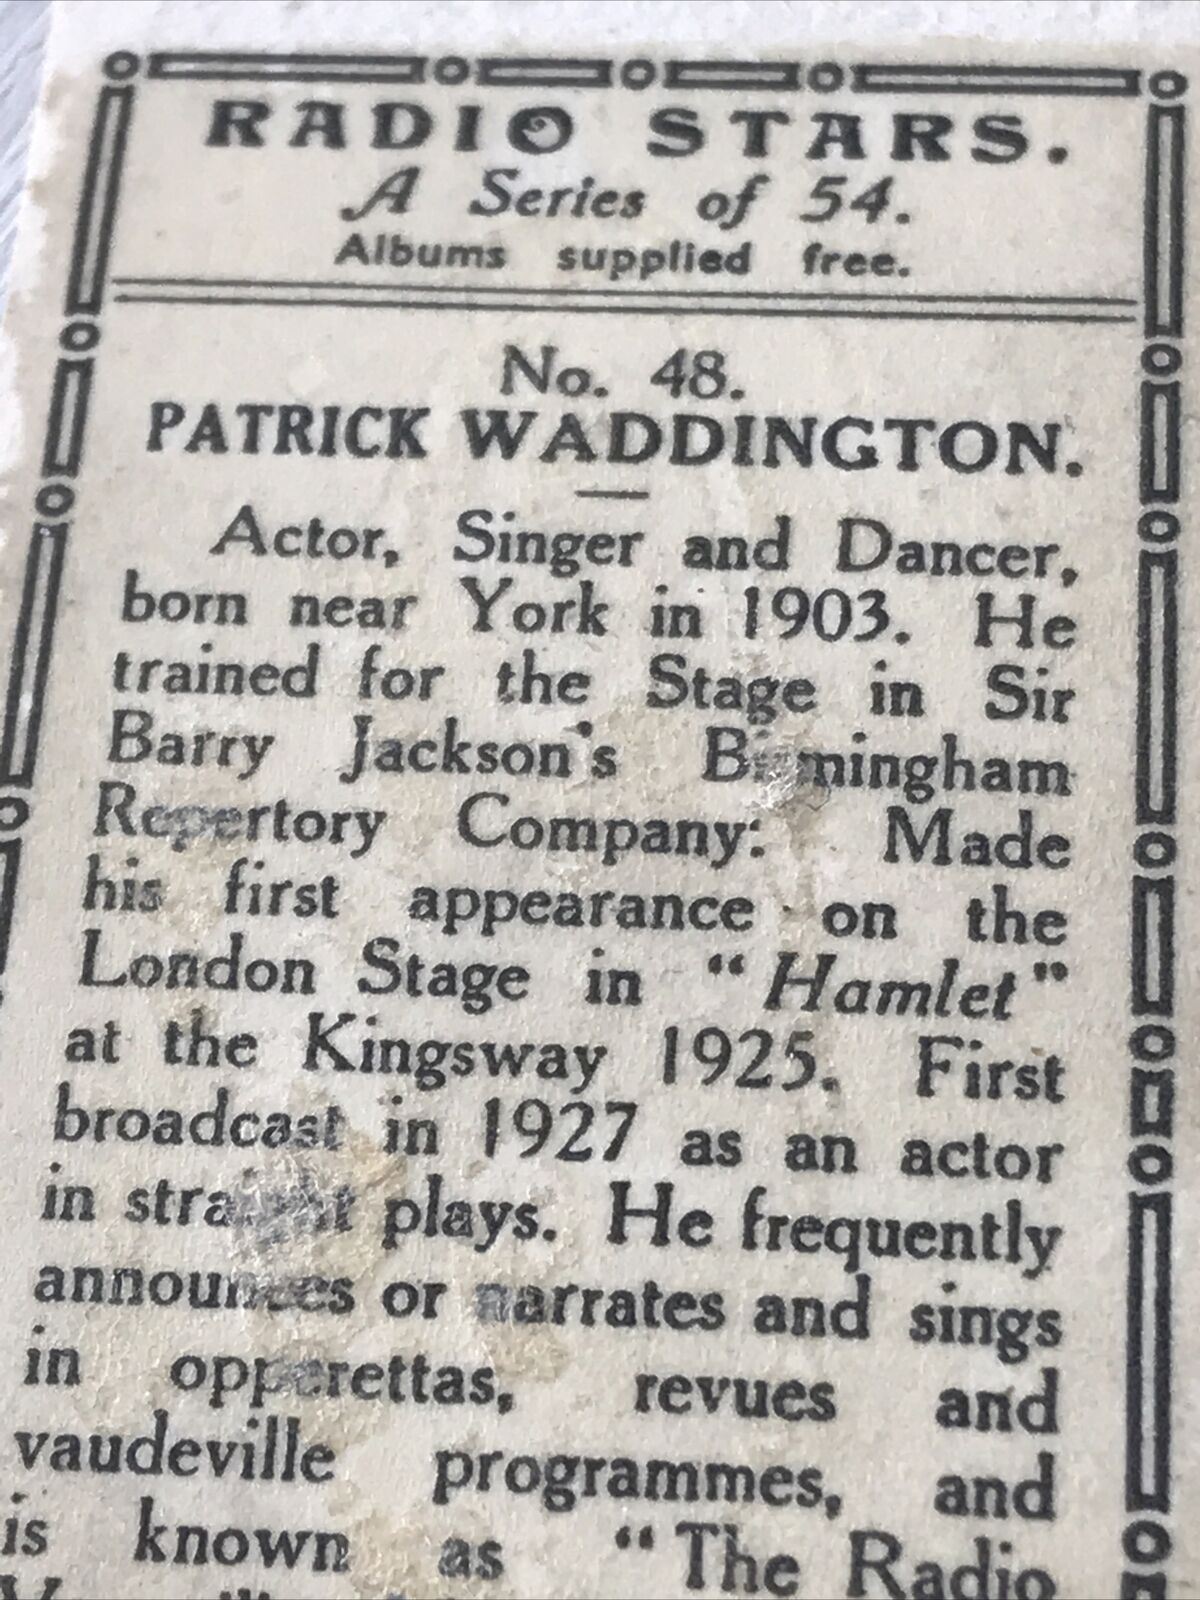 RADIO STARS.
A Series of 54.
Albums supplied free.
No. 48.
PATRICK WADDINGTON.
Actor, Singer and Dancer,
born near York in 1903. He
trained for the Stage in Sir
Barry Jackson's Birmingham
Repertory Company: Made
his first appearance on the
London Stage in "Hamlet"
at the Kingsway 1925. First
broadcast in 1927 as an actor
in straight plays. He frequently
announces or narrates and sings
in opperettas, revues and
vaudeville programmes, and
is known as "The Radio